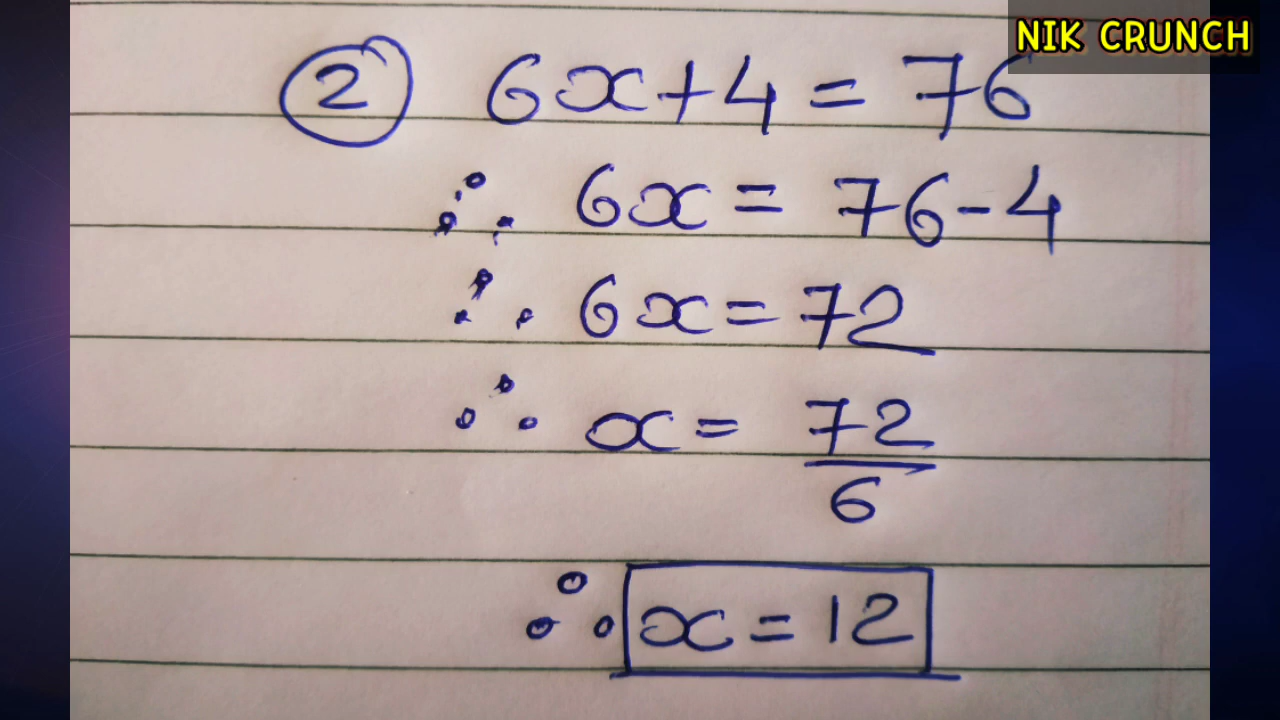 NIK CRUNCH
② 6x+4 = 76
∴ 6x = 76-4
∴ 6x = 72
∴ x = 72/6
∴ x = 12